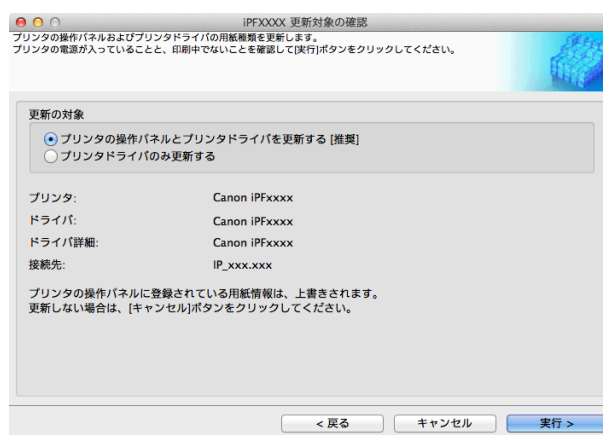 iPFXXXX 更新対象の確認
プリンタの操作パネルおよびプリンタドライバの用紙種類を更新します。
プリンタの電源が入っていることと、印刷中でないことを確認して[実行]ボタンをクリックしてください。
更新の対象
プリンタの操作パネルとプリンタドライバを更新する [推奨]
プリンタドライバのみ更新する
プリンタ: Canon iPFxxxx
ドライバ: Canon iPFxxxx
ドライバ詳細: Canon iPFxxxx
接続先: IP_xxx.xxx
プリンタの操作パネルに登録されている用紙情報は、上書きされます。
更新しない場合は、[キャンセル]ボタンをクリックしてください。
< 戻る キャンセル 実行 >